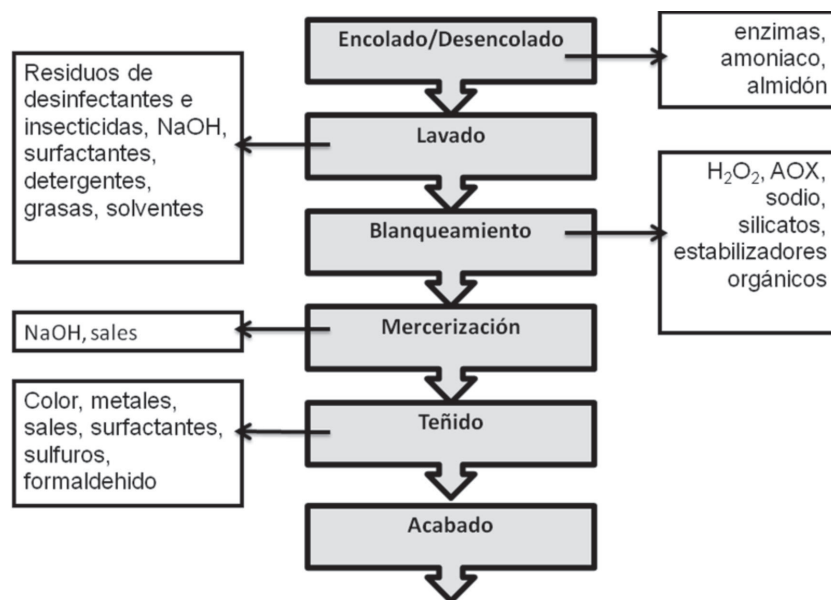 Encolado/Desencolado
enzimas,
amoniaco,
almidón
Residuos de
desinfectantes e
insecticidas, NaOH,
surfactantes,
detergentes,
grasas, solventes
Lavado
Blanqueamiento
H₂O₂, AOX,
sodio,
silicatos,
estabilizadores
orgánicos
Mercerización
NaOH, sales
Teñido
Color, metales,
sales, surfactantes,
sulfuros,
formaldehido
Acabado